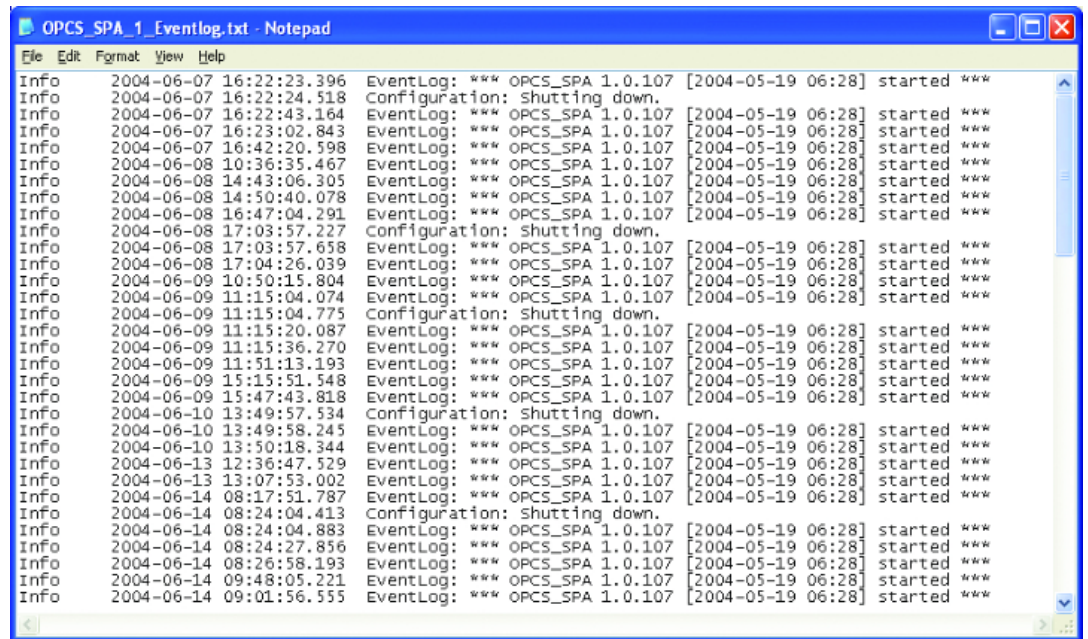 OPCS_SPA_1_Eventlog.txt - Notepad
File Edit Format View Help
Info 2004-06-07 16:22:23.396 EventLog: *** OPCS_SPA 1.0.107 [2004-05-19 06:28] started ***
Info 2004-06-07 16:22:24.518 Configuration: Shutting down.
Info 2004-06-07 16:22:43.164 EventLog: *** OPCS_SPA 1.0.107 [2004-05-19 06:28] started ***
Info 2004-06-07 16:23:02.843 EventLog: *** OPCS_SPA 1.0.107 [2004-05-19 06:28] started ***
Info 2004-06-07 16:42:20.598 EventLog: *** OPCS_SPA 1.0.107 [2004-05-19 06:28] started ***
Info 2004-06-08 10:36:35.467 EventLog: *** OPCS_SPA 1.0.107 [2004-05-19 06:28] started ***
Info 2004-06-08 14:43:06.305 EventLog: *** OPCS_SPA 1.0.107 [2004-05-19 06:28] started ***
Info 2004-06-08 14:50:40.078 EventLog: *** OPCS_SPA 1.0.107 [2004-05-19 06:28] started ***
Info 2004-06-08 16:47:04.291 EventLog: *** OPCS_SPA 1.0.107 [2004-05-19 06:28] started ***
Info 2004-06-08 17:03:57.227 Configuration: Shutting down.
Info 2004-06-08 17:03:57.658 EventLog: *** OPCS_SPA 1.0.107 [2004-05-19 06:28] started ***
Info 2004-06-08 17:04:26.039 EventLog: *** OPCS_SPA 1.0.107 [2004-05-19 06:28] started ***
Info 2004-06-09 10:50:15.804 EventLog: *** OPCS_SPA 1.0.107 [2004-05-19 06:28] started ***
Info 2004-06-09 11:15:04.074 EventLog: *** OPCS_SPA 1.0.107 [2004-05-19 06:28] started ***
Info 2004-06-09 11:15:04.775 Configuration: Shutting down.
Info 2004-06-09 11:15:20.087 EventLog: *** OPCS_SPA 1.0.107 [2004-05-19 06:28] started ***
Info 2004-06-09 11:15:36.270 EventLog: *** OPCS_SPA 1.0.107 [2004-05-19 06:28] started ***
Info 2004-06-09 11:51:13.193 EventLog: *** OPCS_SPA 1.0.107 [2004-05-19 06:28] started ***
Info 2004-06-09 15:15:51.548 EventLog: *** OPCS_SPA 1.0.107 [2004-05-19 06:28] started ***
Info 2004-06-09 15:47:43.818 EventLog: *** OPCS_SPA 1.0.107 [2004-05-19 06:28] started ***
Info 2004-06-10 13:49:57.534 Configuration: Shutting down.
Info 2004-06-10 13:49:58.245 EventLog: *** OPCS_SPA 1.0.107 [2004-05-19 06:28] started ***
Info 2004-06-10 13:50:18.344 EventLog: *** OPCS_SPA 1.0.107 [2004-05-19 06:28] started ***
Info 2004-06-13 12:36:47.529 EventLog: *** OPCS_SPA 1.0.107 [2004-05-19 06:28] started ***
Info 2004-06-13 13:07:53.002 EventLog: *** OPCS_SPA 1.0.107 [2004-05-19 06:28] started ***
Info 2004-06-14 08:17:51.787 EventLog: *** OPCS_SPA 1.0.107 [2004-05-19 06:28] started ***
Info 2004-06-14 08:24:04.413 Configuration: Shutting down.
Info 2004-06-14 08:24:04.883 EventLog: *** OPCS_SPA 1.0.107 [2004-05-19 06:28] started ***
Info 2004-06-14 08:24:27.856 EventLog: *** OPCS_SPA 1.0.107 [2004-05-19 06:28] started ***
Info 2004-06-14 08:26:58.193 EventLog: *** OPCS_SPA 1.0.107 [2004-05-19 06:28] started ***
Info 2004-06-14 09:48:05.221 EventLog: *** OPCS_SPA 1.0.107 [2004-05-19 06:28] started ***
Info 2004-06-14 09:01:56.555 EventLog: *** OPCS_SPA 1.0.107 [2004-05-19 06:28] started ***